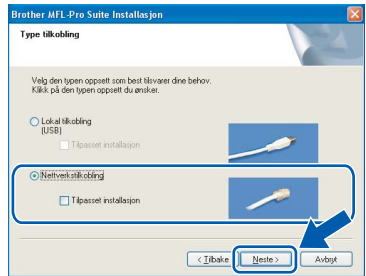 Brother MFL-Pro Suite Installasjon
Type tilkobling
Velg den typen oppsett som best tilsvarer dine behov.
Klikk på den typen oppsett du ønsker.
Lokal tilkobling
(USB)
Tilpasset installasjon
Nettverkstilkobling
Tilpasset installasjon
< Tilbake
Neste >
Avbryt